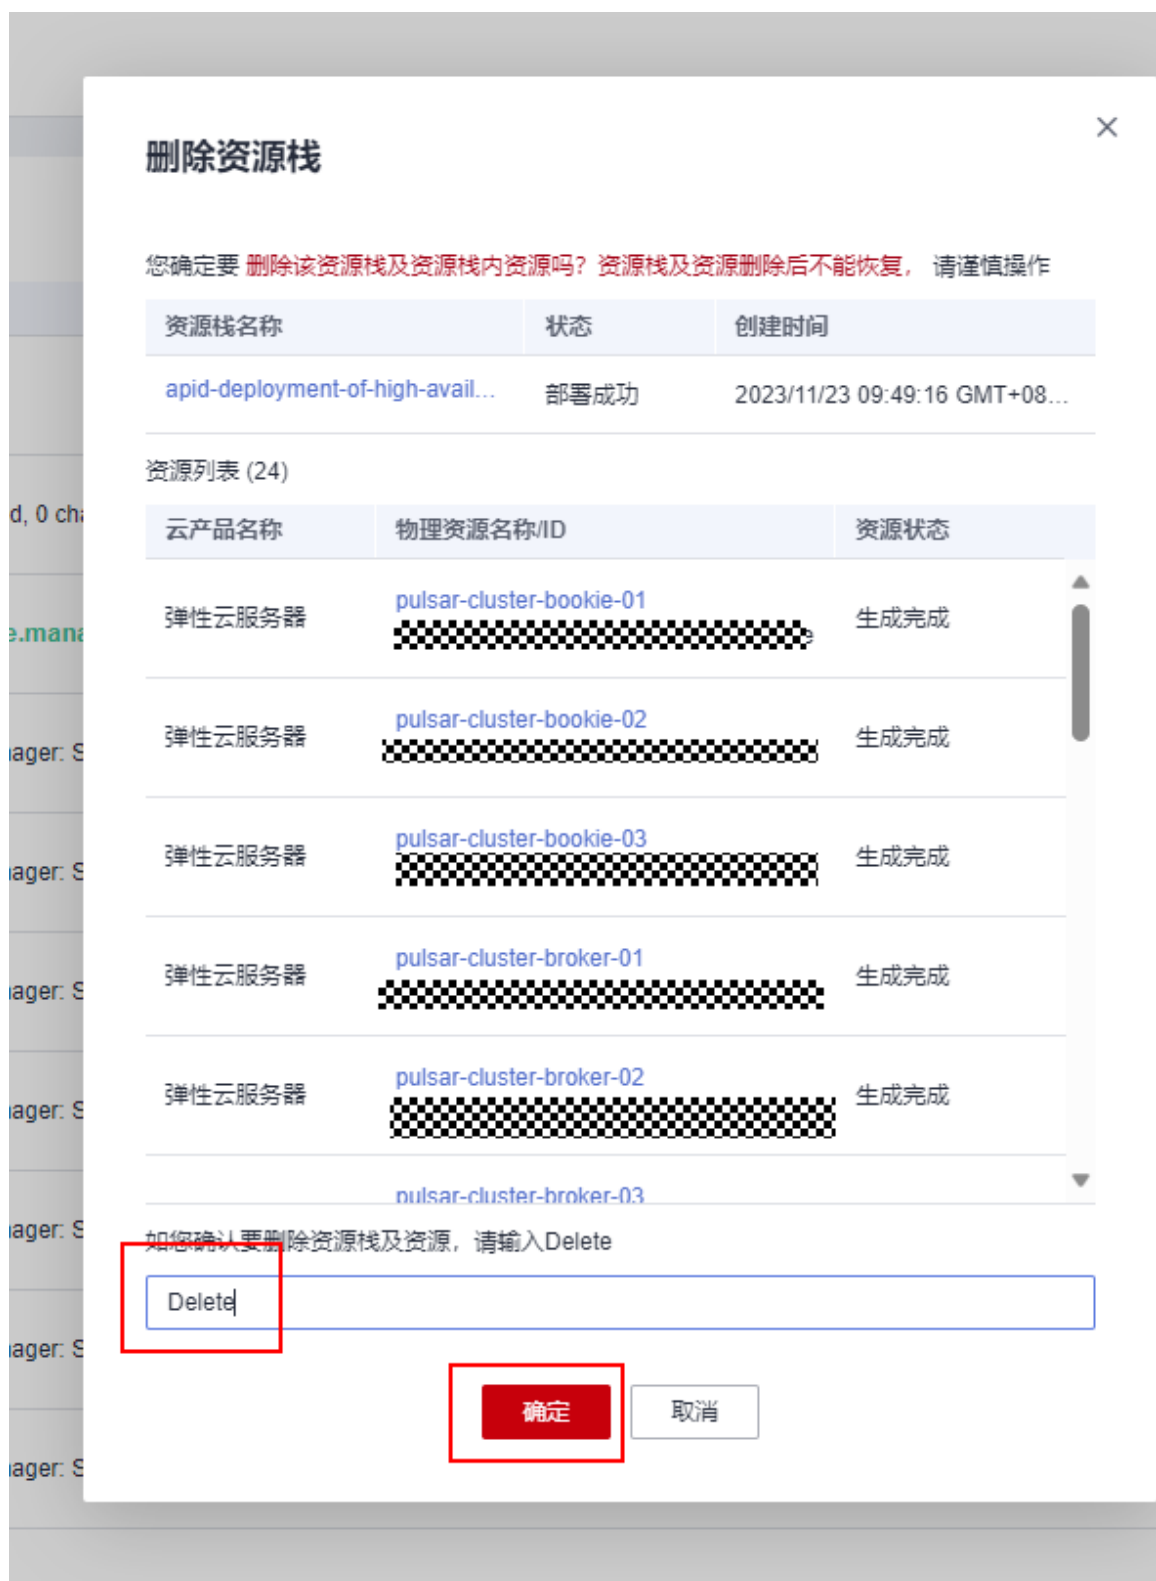 删除资源栈
您确定要 删除该资源栈及资源栈内资源吗？资源栈及资源删除后不能恢复， 请谨慎操作
资源栈名称 状态 创建时间
apid-deployment-of-high-avail... 部署成功 2023/11/23 09:49:16 GMT+08...
资源列表 (24)
d, 0 cha
云产品名称 物理资源名称/ID 资源状态
弹性云服务器 pulsar-cluster-bookie-01 生成完成
e.mana
弹性云服务器 pulsar-cluster-bookie-02 生成完成
ager: S
弹性云服务器 pulsar-cluster-bookie-03 生成完成
ager: S
弹性云服务器 pulsar-cluster-broker-01 生成完成
ager: S
弹性云服务器 pulsar-cluster-broker-02 生成完成
ager: S
pulsar-cluster-broker-03
ager: S
如您确认要删除资源栈及资源，请输入Delete
Delete
ager: S
确定 取消
ager: S